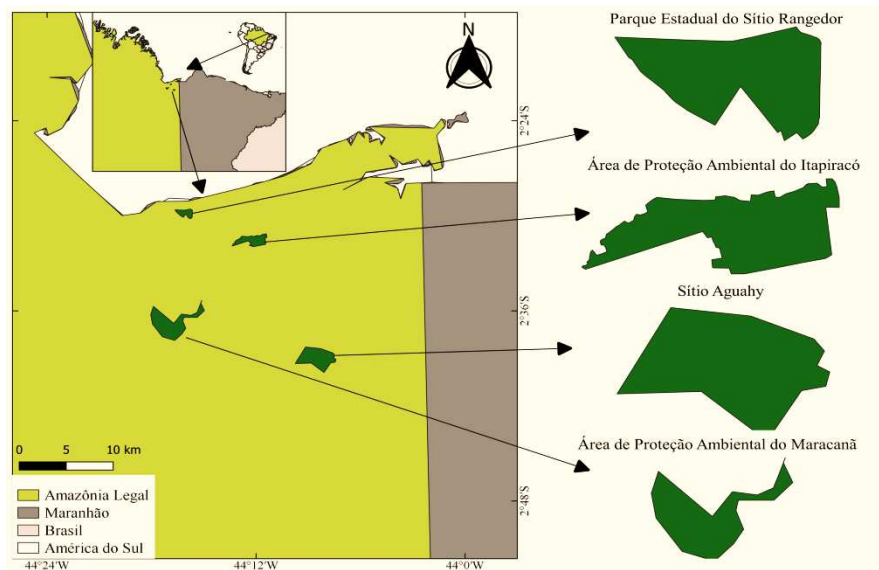 Parque Estadual do Sítio Rangedor
N
2°24'S
Área de Proteção Ambiental do Itapiracó
Sítio Aguahy
2°36'S
Área de Proteção Ambiental do Maracanã
0 5 10 km
Amazônia Legal
Maranhão
Brasil
América do Sul
2°48'S
44°24'W 44°12'W 44°0'W